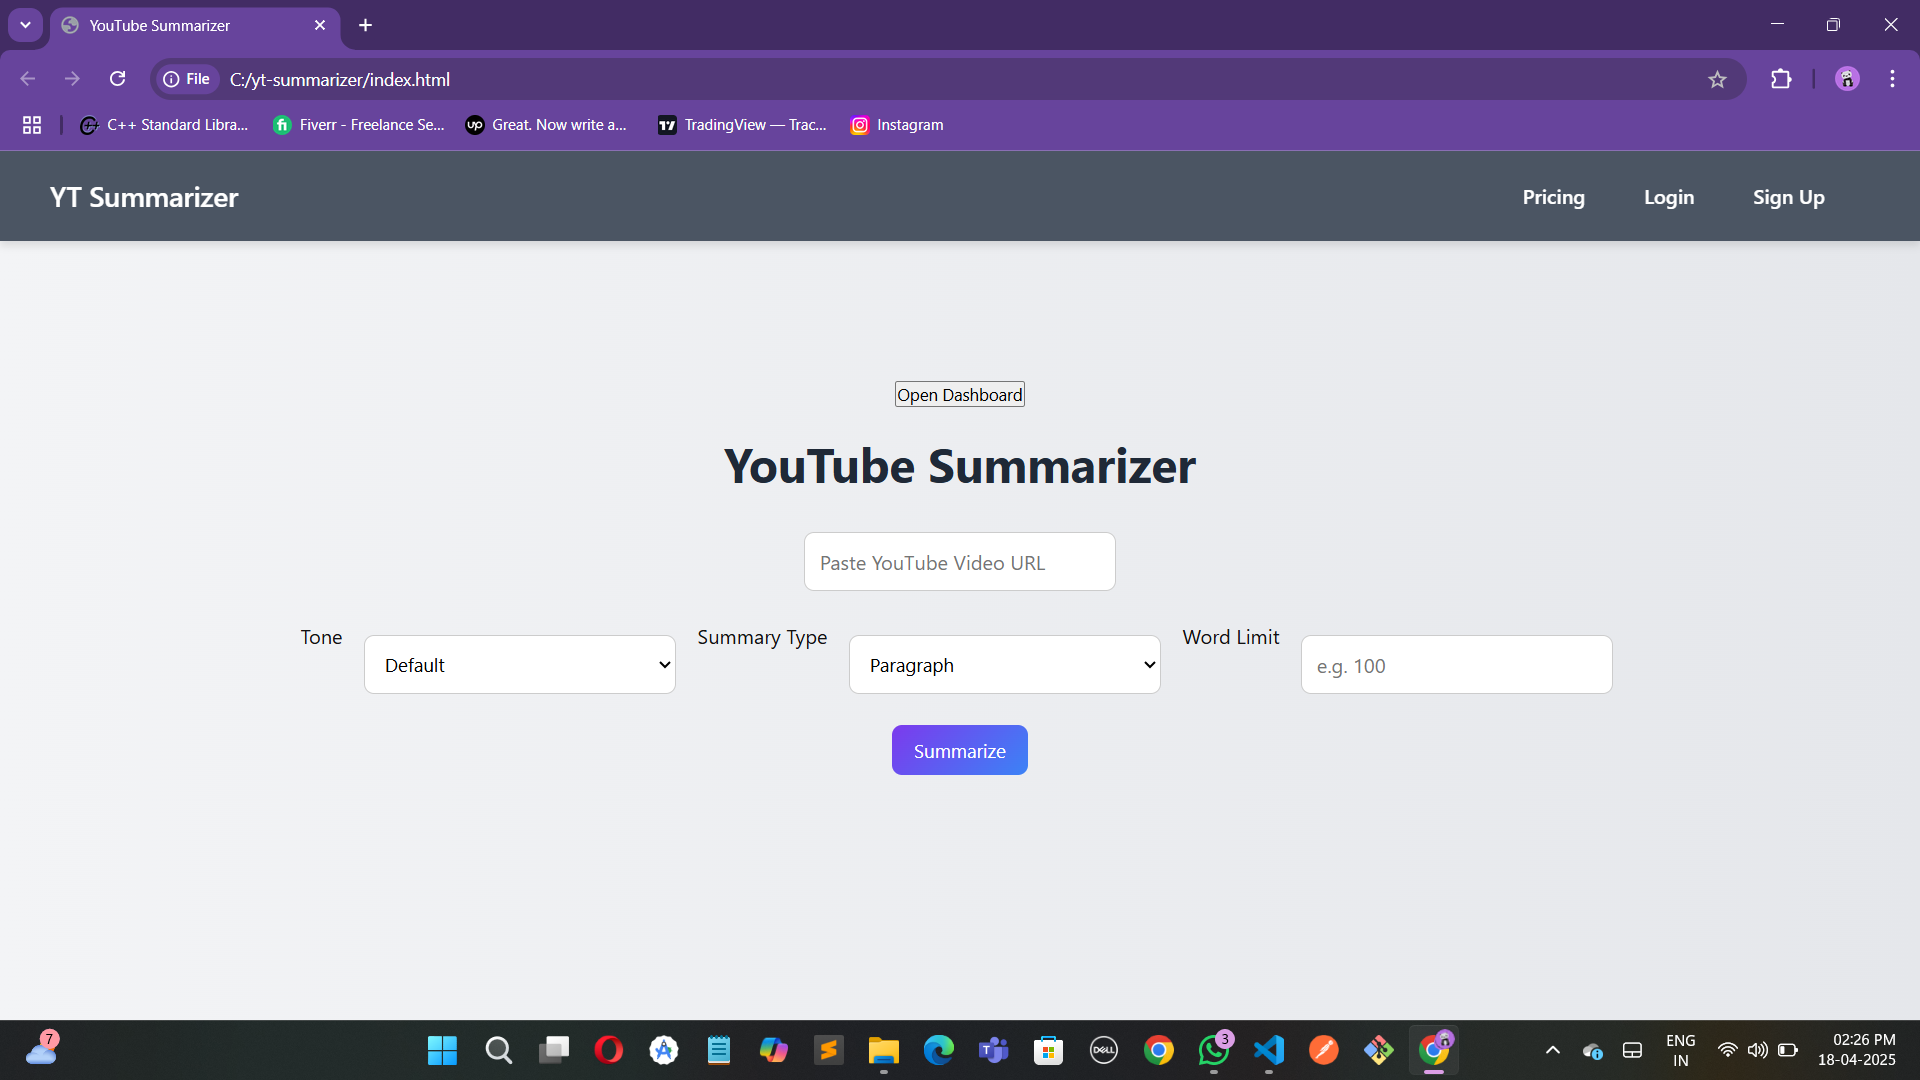 YouTube Summarizer
File C:/yt-summarizer/index.html
C++ Standard Libra... Fiverr - Freelance Se... up Great. Now write a... TradingView — Trac... Instagram
YT Summarizer Pricing Login Sign Up
Open Dashboard
YouTube Summarizer
Paste YouTube Video URL
Tone Default Summary Type Paragraph Word Limit e.g. 100
Summarize
7 DELL 3 ENG 02:26 PM
IN 18-04-2025